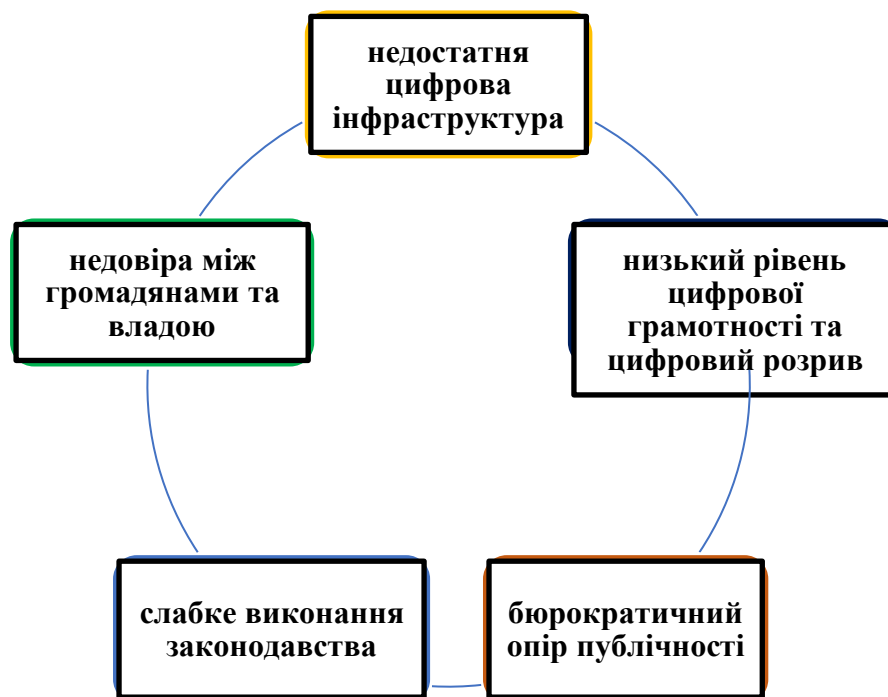 недостатня
цифрова
інфраструктура
недовіра між
громадянами та
владою
низький рівень
цифрової
грамотності та
цифровий розрив
слабке виконання
законодавства
бюрократичний
опір публічності